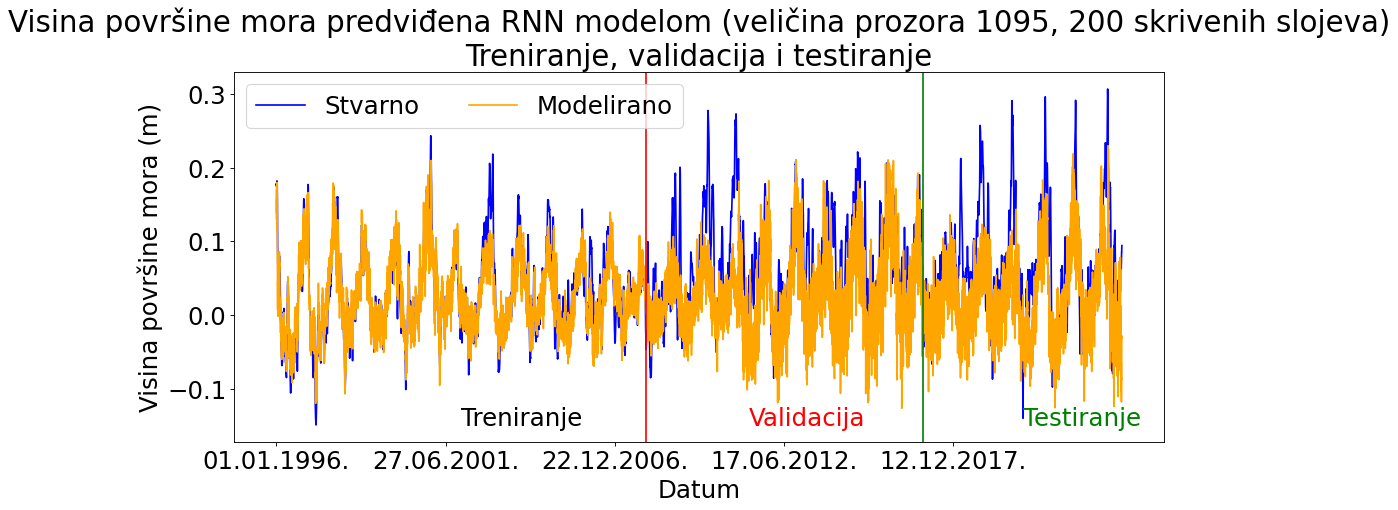 Visina površine mora predviđena RNN modelom (veličina prozora 1095, 200 skrivenih slojeva)
Treniranje, validacija i testiranje
Stvarno
Modelirano
Visina površine mora (m)
0.3
0.2
0.1
0.0
−0.1
Treniranje
Validacija
Testiranje
01.01.1996.
27.06.2001.
22.12.2006.
17.06.2012.
12.12.2017.
Datum